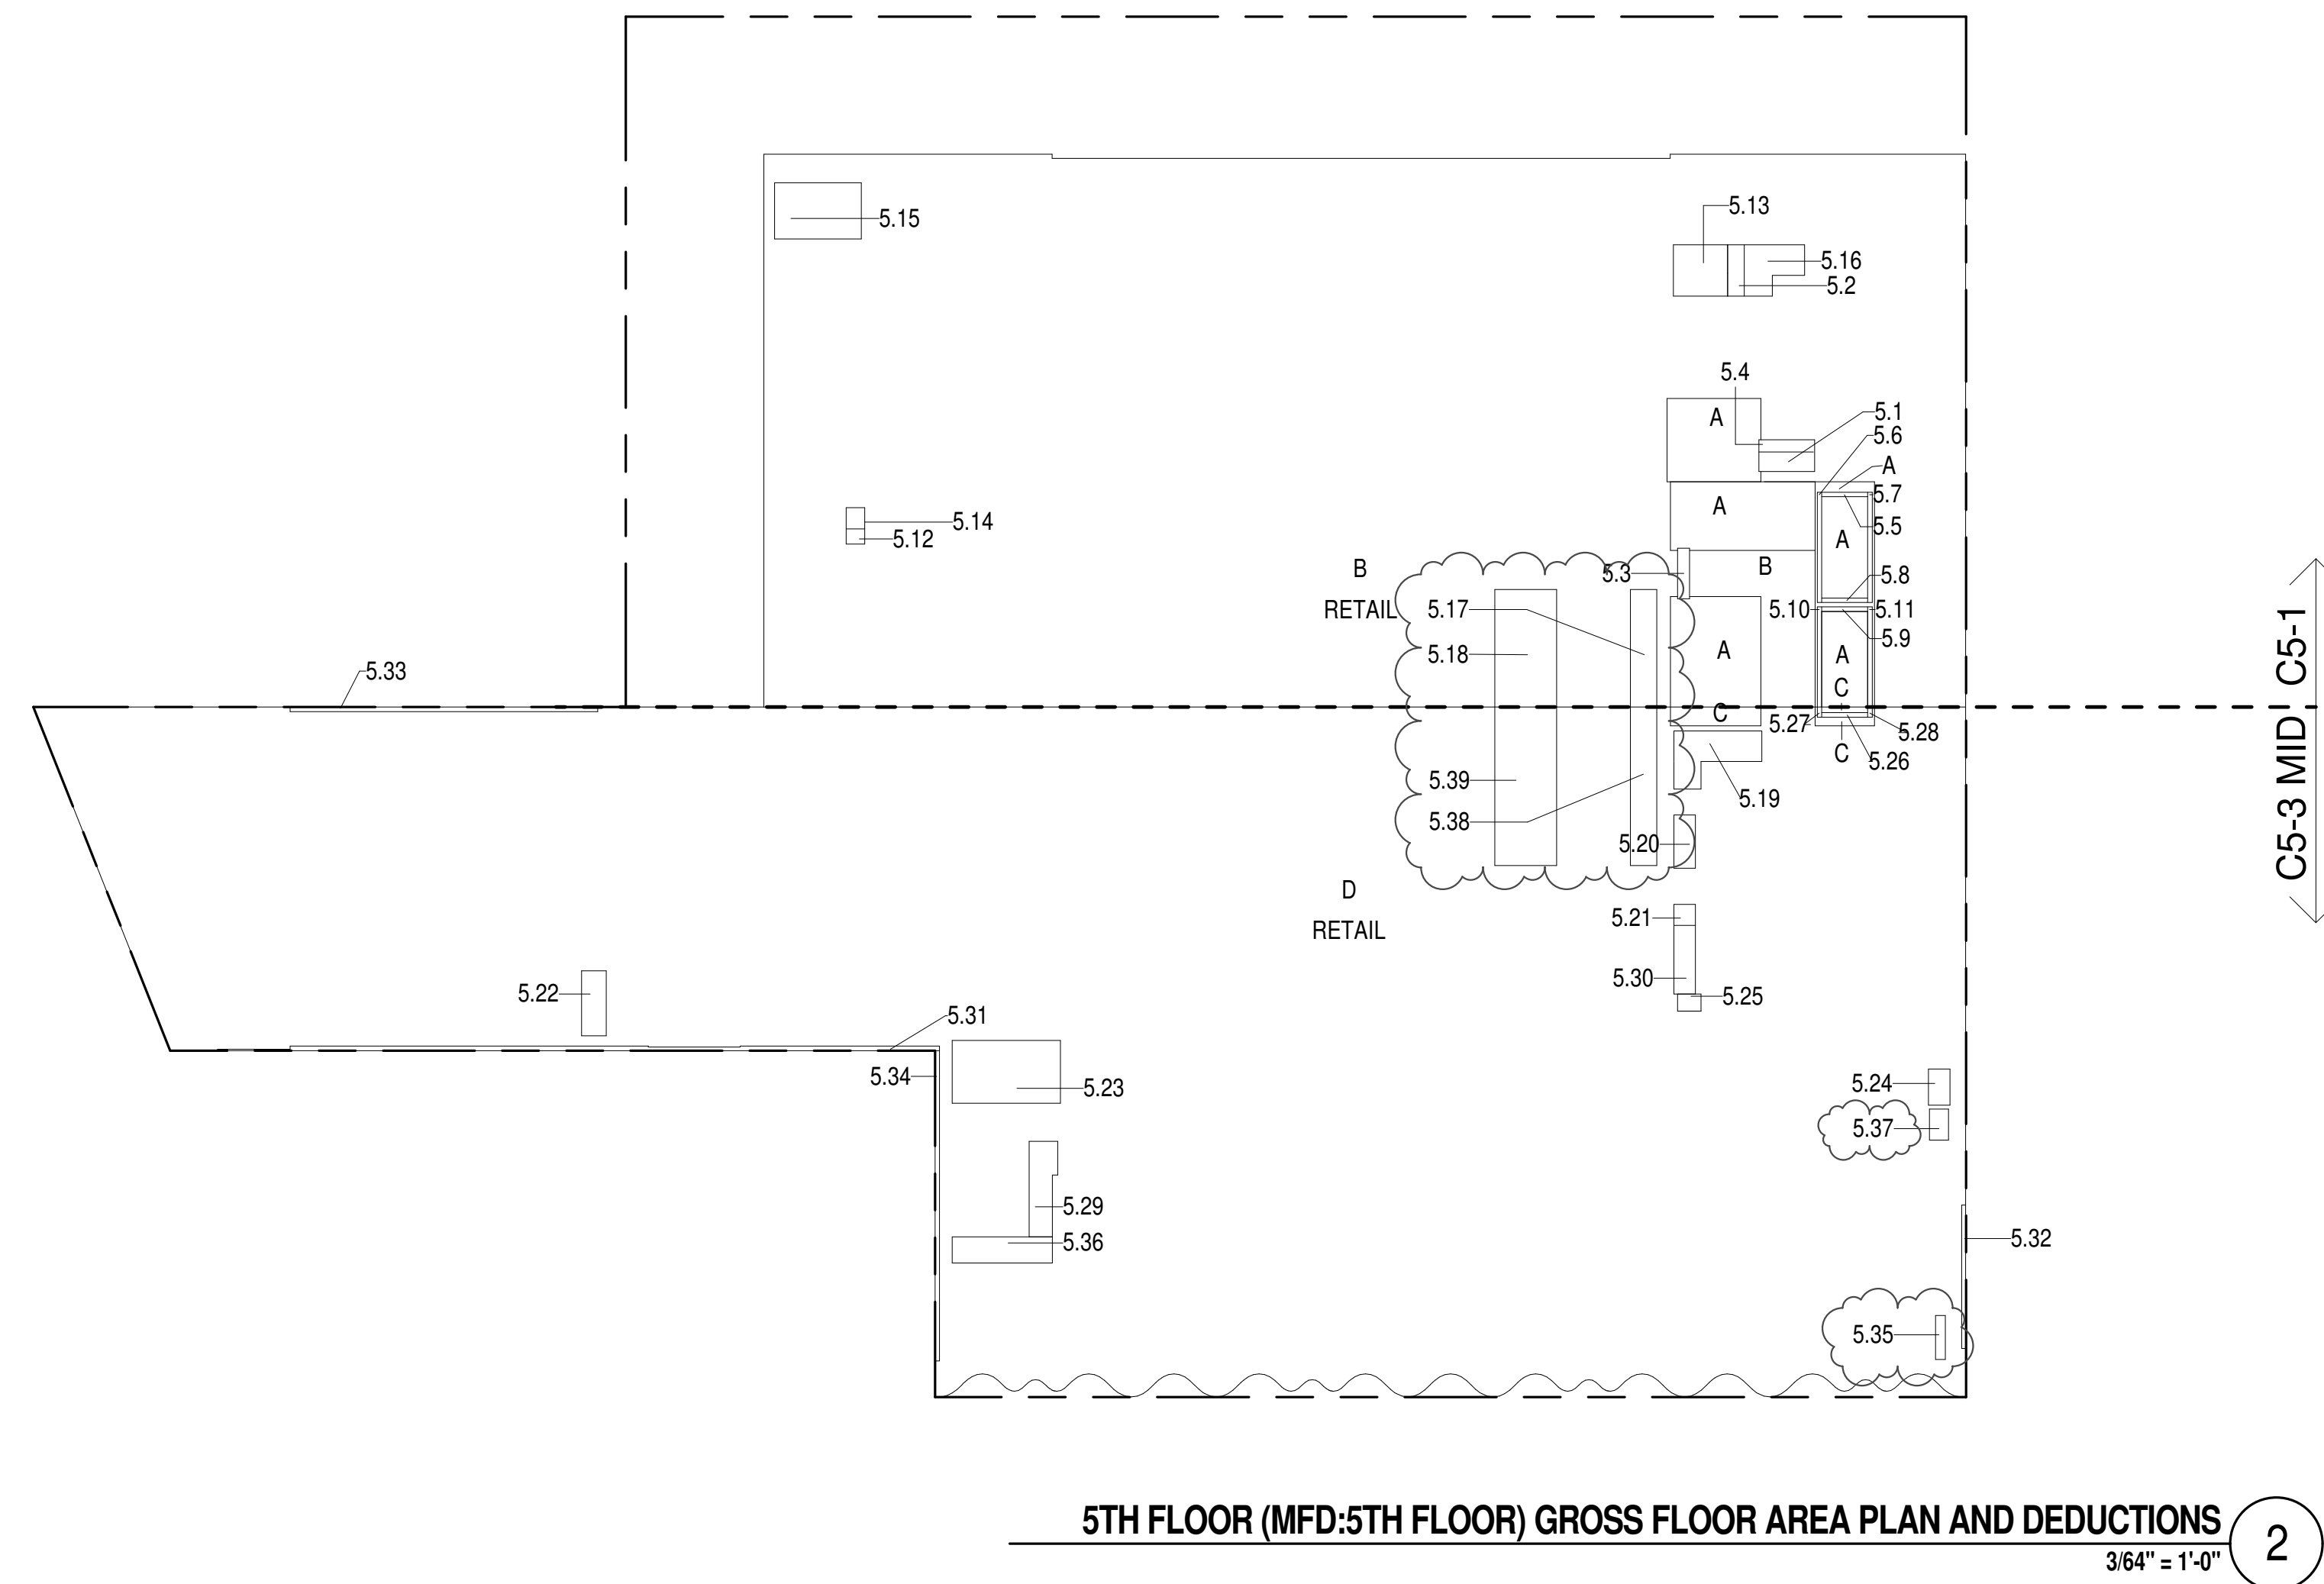 5.15
5.13
5.16
5.2
5.4
A
5.1
5.6
A
5.7
A
5.14
5.5
5.12
A
B
B
5.3
5.8
RETAIL
5.17
5.10
5.11
5.9
A
5.18
A
5.33
C
C
5.27
5.28
C
5.26
5.39
5.19
5.38
5.20
D
5.21
RETAIL
5.30
5.22
5.25
5.31
5.34
5.24
5.23
5.37
5.29
5.32
5.36
5.35
C5-3 MID C5-1
5TH FLOOR (MFD:5TH FLOOR) GROSS FLOOR AREA PLAN AND DEDUCTIONS
2
3/64" = 1'-0"